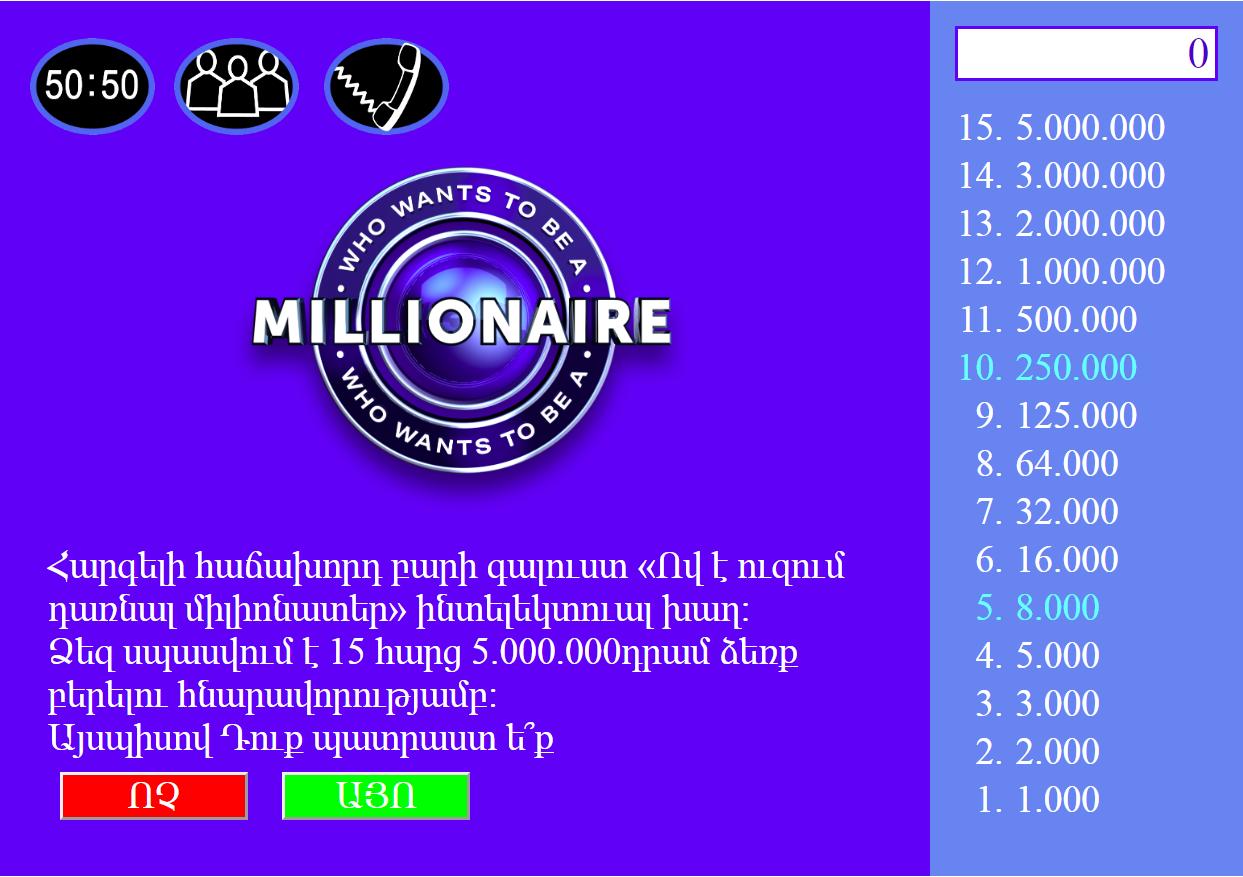 50:50
WHO WANTS TO BE A
MILLIONAIRE
WHO WANTS TO BE A
Հարգելի հաճախորդ բարի գալուստ «Ով է ուզում
դառնալ միլիոնատեր» ինտելեկտուալ խաղ:
Ձեզ սպասվում է 15 հարց 5.000.000դրամ ձեռք
բերելու հնարավորությամբ:
Այսպիսով Դուք պատրաստ ե՞ք
ՈՉ
ԱՅՈ
0
15. 5.000.000
14. 3.000.000
13. 2.000.000
12. 1.000.000
11. 500.000
10. 250.000
9. 125.000
8. 64.000
7. 32.000
6. 16.000
5. 8.000
4. 5.000
3. 3.000
2. 2.000
1. 1.000